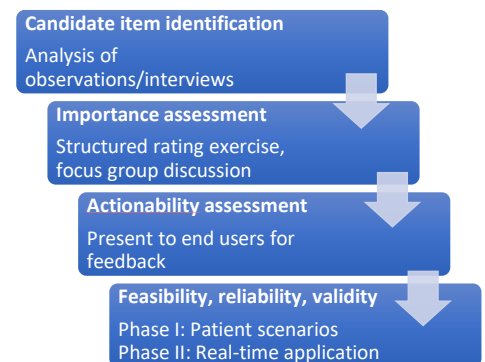 Candidate item identification
Analysis of
observations/interviews
Importance assessment
Structured rating exercise,
focus group discussion
Actionability assessment
Present to end users for
feedback
Feasibility, reliability, validity
Phase I: Patient scenarios
Phase II: Real-time application